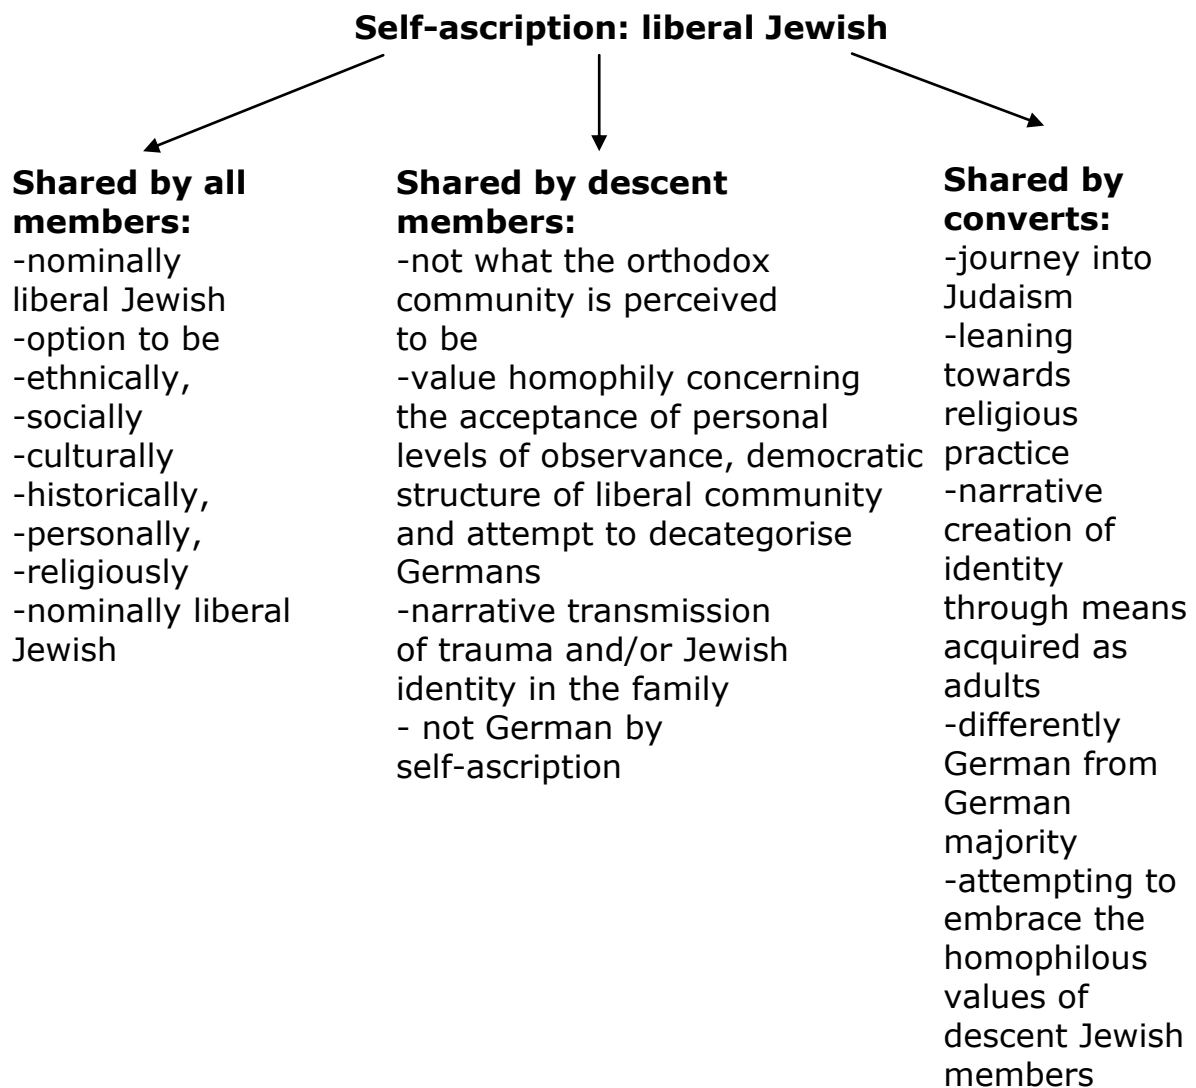 Self-ascription: liberal Jewish
Shared by all
members:
-nominally
liberal Jewish
-option to be
-ethnically,
-socially
-culturally
-historically,
-personally,
-religiously
-nominally liberal
Jewish
Shared by descent
members:
-not what the orthodox
community is perceived
to be
-value homophily concerning
the acceptance of personal
levels of observance, democratic
structure of liberal community
and attempt to decategorise
Germans
-narrative transmission
of trauma and/or Jewish
identity in the family
- not German by
self-ascription
Shared by
converts:
-journey into
Judaism
-leaning
towards
religious
practice
-narrative
creation of
identity
through means
acquired as
adults
-differently
German from
German
majority
-attempting to
embrace the
homophilous
values of
descent Jewish
members